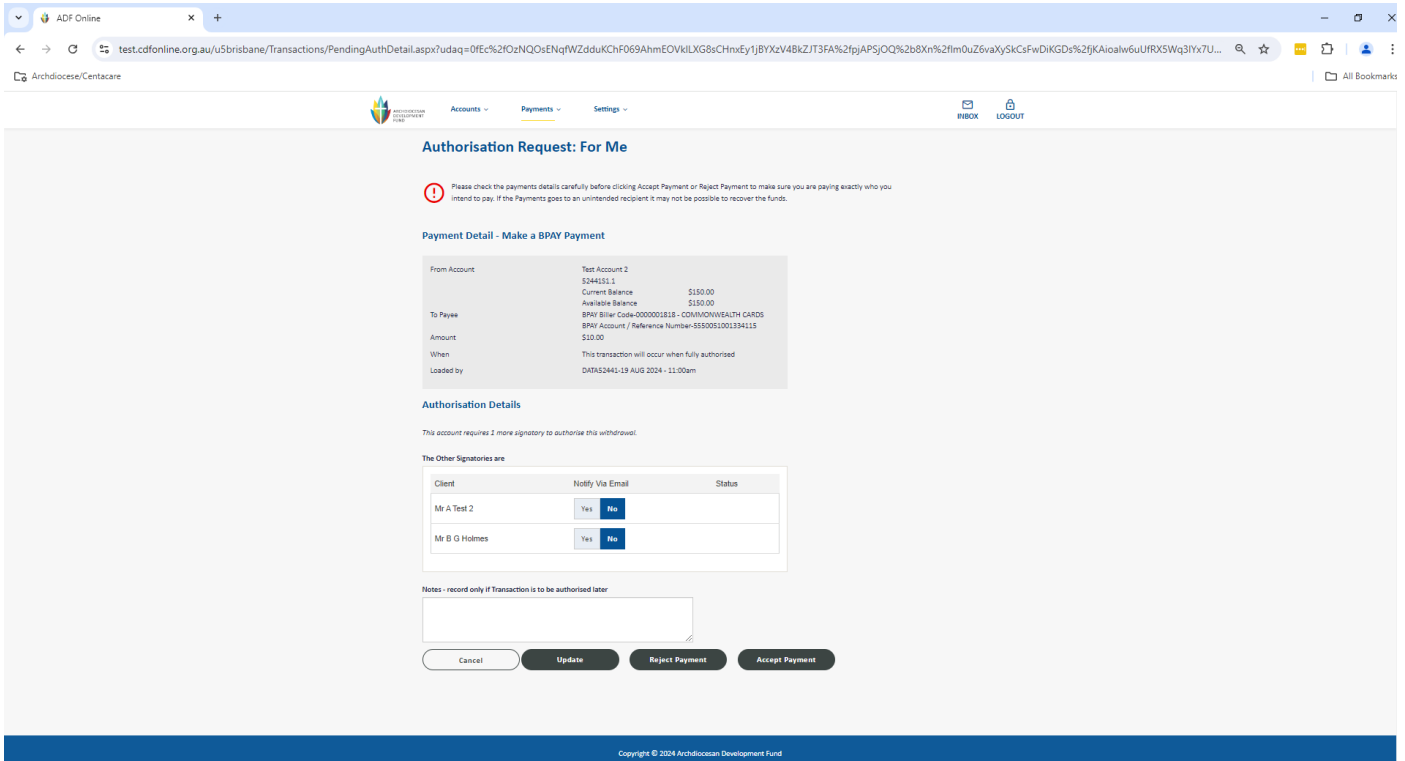 ADF Online
test.cdfonline.org.au/u5brisbane/Transactions/PendingAuthDetail.aspx?udaq=0fEc%2fOzNQOsENqfWZdduKChF069AhmEOVkILXG8sCHnxEy1jBYXzV4BkZJT3FA%2fpjAPSjOQ%2b8Xn%2flm0uZ6vaXySkCsFwDiKGDs%2fjKAioalw6uUfRX5Wq3lYx7U...
Archdiocese/Centacare
All Bookmarks
ARCHDIOCESAN
DEVELOPMENT
FUND
Accounts
Payments
Settings
INBOX
LOGOUT
Authorisation Request: For Me
Please check the payments details carefully before clicking Accept Payment or Reject Payment to make sure you are paying exactly who you
intend to pay. If the Payments goes to an unintended recipient it may not be possible to recover the funds.
Payment Detail - Make a BPAY Payment
From Account Test Account 2
S2441S1.1
Current Balance $150.00
Available Balance $150.00
To Payee BPAY Biller Code-0000001818 - COMMONWEALTH CARDS
BPAY Account / Reference Number-5550051001334115
Amount $10.00
When This transaction will occur when fully authorised
Loaded by DATAS2441-19 AUG 2024 - 11:00am
Authorisation Details
This account requires 1 more signatory to authorise this withdrawal.
The Other Signatories are
Client Notify Via Email Status
Mr A Test 2 Yes No
Mr B G Holmes Yes No
Notes - record only if Transaction is to be authorised later
Cancel Update Reject Payment Accept Payment
Copyright © 2024 Archdiocesan Development Fund